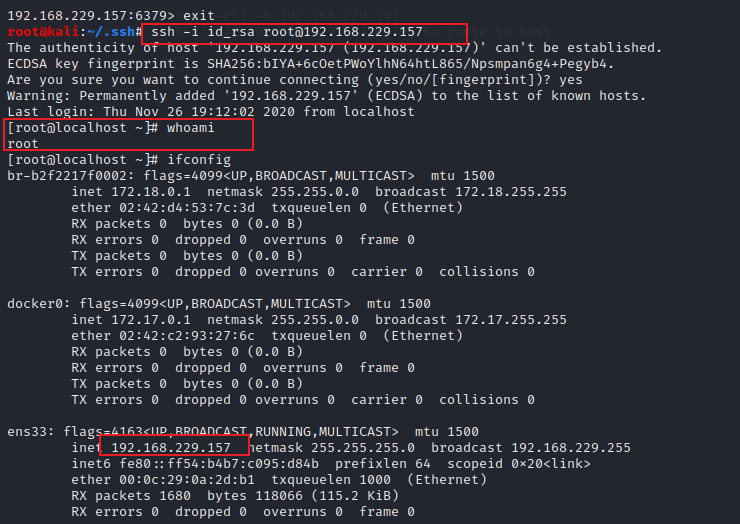 192.168.229.157:6379> exit
root@kali:~/.ssh# ssh -i id_rsa root@192.168.229.157
The authenticity of host '192.168.229.157 (192.168.229.157)' can't be established.
ECDSA key fingerprint is SHA256:bIYA+6cOetPWoYlhN64htL865/Npsmpan6g4+Pegyb4.
Are you sure you want to continue connecting (yes/no/[fingerprint])? yes
Warning: Permanently added '192.168.229.157' (ECDSA) to the list of known hosts.
Last login: Thu Nov 26 19:12:02 2020 from localhost
[root@localhost ~]# whoami
root
[root@localhost ~]# ifconfig
br-b2f2217f0002: flags=4099<UP,BROADCAST,MULTICAST>  mtu 1500
        inet 172.18.0.1  netmask 255.255.0.0  broadcast 172.18.255.255
        ether 02:42:d4:53:7c:3d  txqueuelen 0  (Ethernet)
        RX packets 0  bytes 0 (0.0 B)
        RX errors 0  dropped 0  overruns 0  frame 0
        TX packets 0  bytes 0 (0.0 B)
        TX errors 0  dropped 0 overruns 0  carrier 0  collisions 0
docker0: flags=4099<UP,BROADCAST,MULTICAST>  mtu 1500
        inet 172.17.0.1  netmask 255.255.0.0  broadcast 172.17.255.255
        ether 02:42:c2:93:27:6c  txqueuelen 0  (Ethernet)
        RX packets 0  bytes 0 (0.0 B)
        RX errors 0  dropped 0  overruns 0  frame 0
        TX packets 0  bytes 0 (0.0 B)
        TX errors 0  dropped 0 overruns 0  carrier 0  collisions 0
ens33: flags=4163<UP,BROADCAST,RUNNING,MULTICAST>  mtu 1500
        inet 192.168.229.157  netmask 255.255.255.0  broadcast 192.168.229.255
        inet6 fe80::ff54:b4b7:c095:d84b  prefixlen 64  scopeid 0×20<link>
        ether 00:0c:29:0a:2d:b1  txqueuelen 1000  (Ethernet)
        RX packets 1680  bytes 118066 (115.2 KiB)
        RX errors 0  dropped 0  overruns 0  frame 0